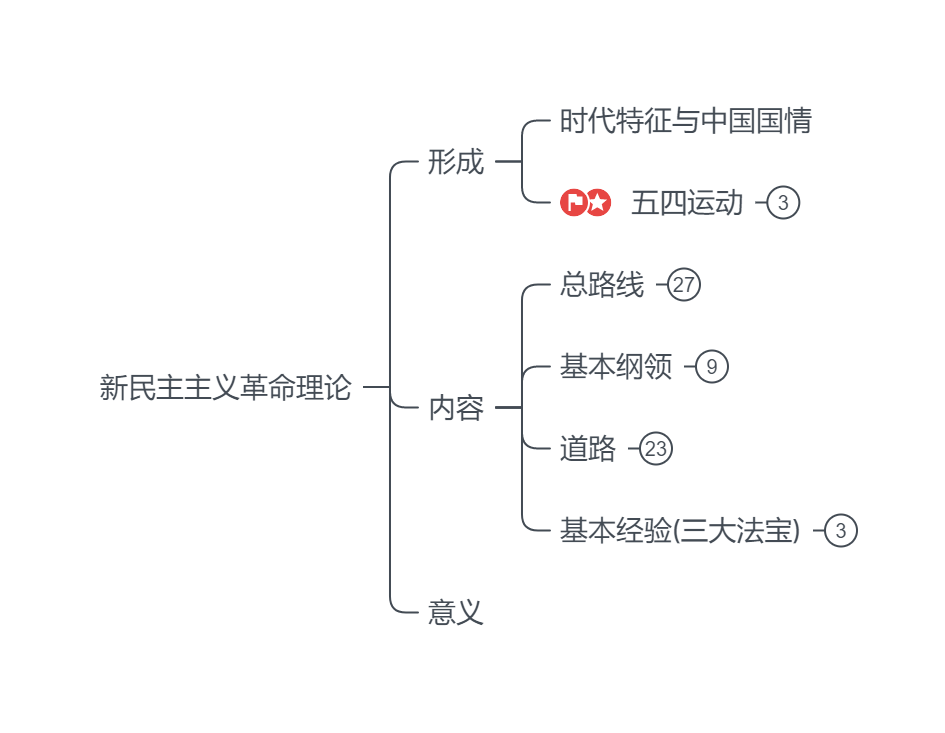 时代特征与中国国情
形成
五四运动 3
总路线 27
基本纲领 9
新民主主义革命理论
内容
道路 23
基本经验(三大法宝) 3
意义